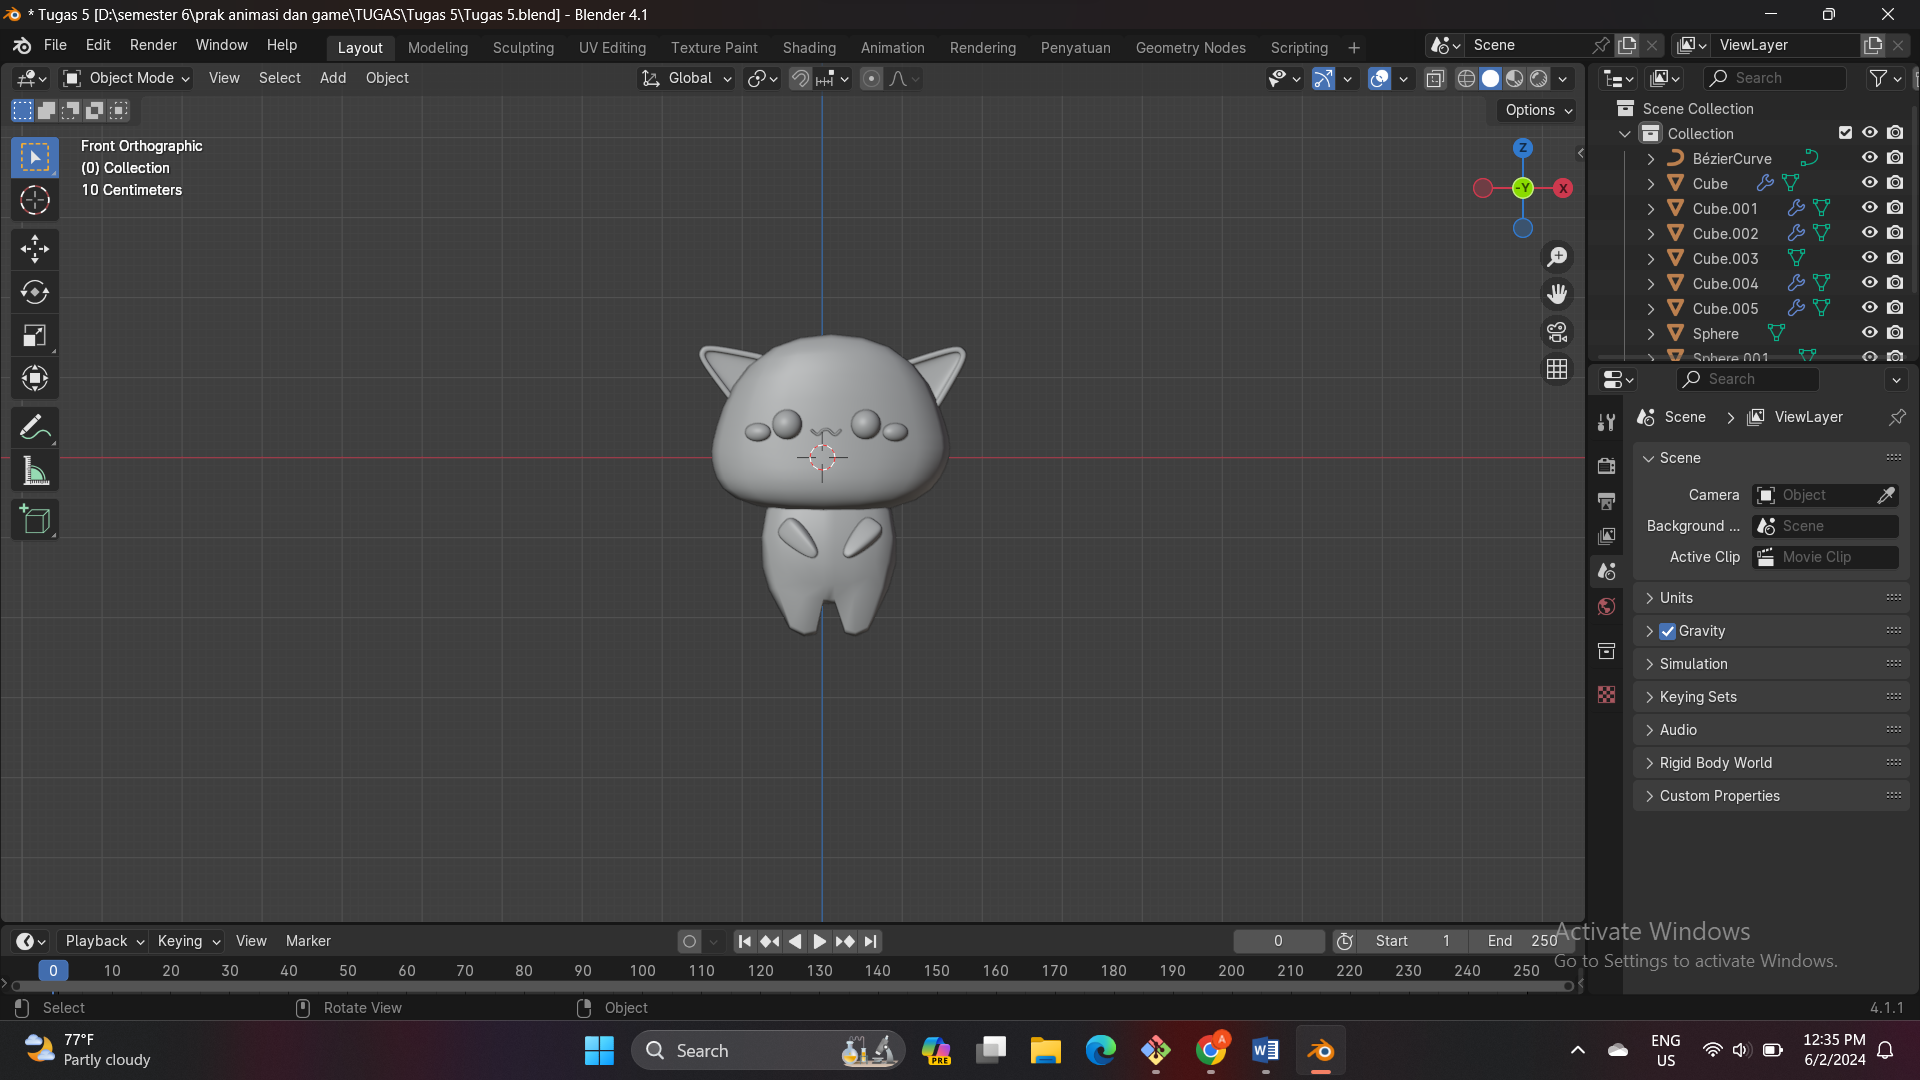 * Tugas 5 [D:\semester 6\prak animasi dan game\TUGAS\Tugas 5\Tugas 5.blend] - Blender 4.1
File Edit Render Window Help
Layout Modeling Sculpting UV Editing Texture Paint Shading Animation Rendering Penyatuan Geometry Nodes Scripting +
Scene
ViewLayer
Object Mode View Select Add Object
Global
Search
Options
Front Orthographic
(0) Collection
10 Centimeters
Z
-Y
X
Scene Collection
Collection
BézierCurve
Cube
Cube.001
Cube.002
Cube.003
Cube.004
Cube.005
Sphere
Sphere.001
Search
Scene > ViewLayer
Scene
Camera Object
Background ... Scene
Active Clip Movie Clip
Units
Gravity
Simulation
Keying Sets
Audio
Rigid Body World
Custom Properties
Activate Windows
Go to Settings to activate Windows.
Playback Keying View Marker
0
Start 1
End 250
0 10 20 30 40 50 60 70 80 90 100 110 120 130 140 150 160 170 180 190 200 210 220 230 240 250
Select
Rotate View
Object
4.1.1
77°F
Partly cloudy
Search
PRE
A
ENG
US
12:35 PM
6/2/2024